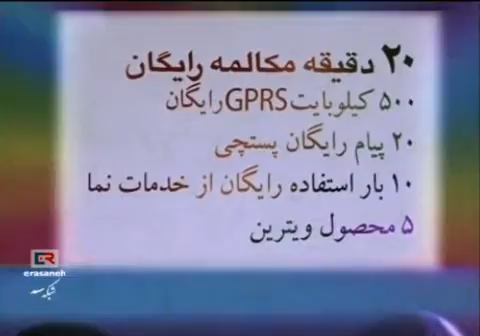 ۲۰ دقیقه مکالمه رایگان
۵۰۰ کیلوبایت GPRS رایگان
۲۰ پیام رایگان پستچی
۱۰ بار استفاده رایگان از خدمات نما
۵ محصول ویترین
erasaneh
شبکه سه